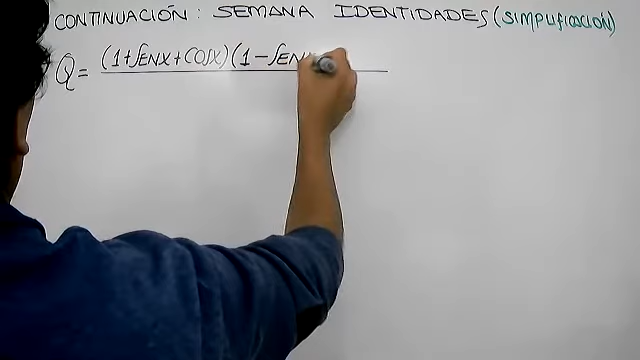 CONTINUACIÓN: SEMANA IDENTIDADES (SIMPLIFICACIÓN)
Q = (1+SENX+COSX)(1-SEN